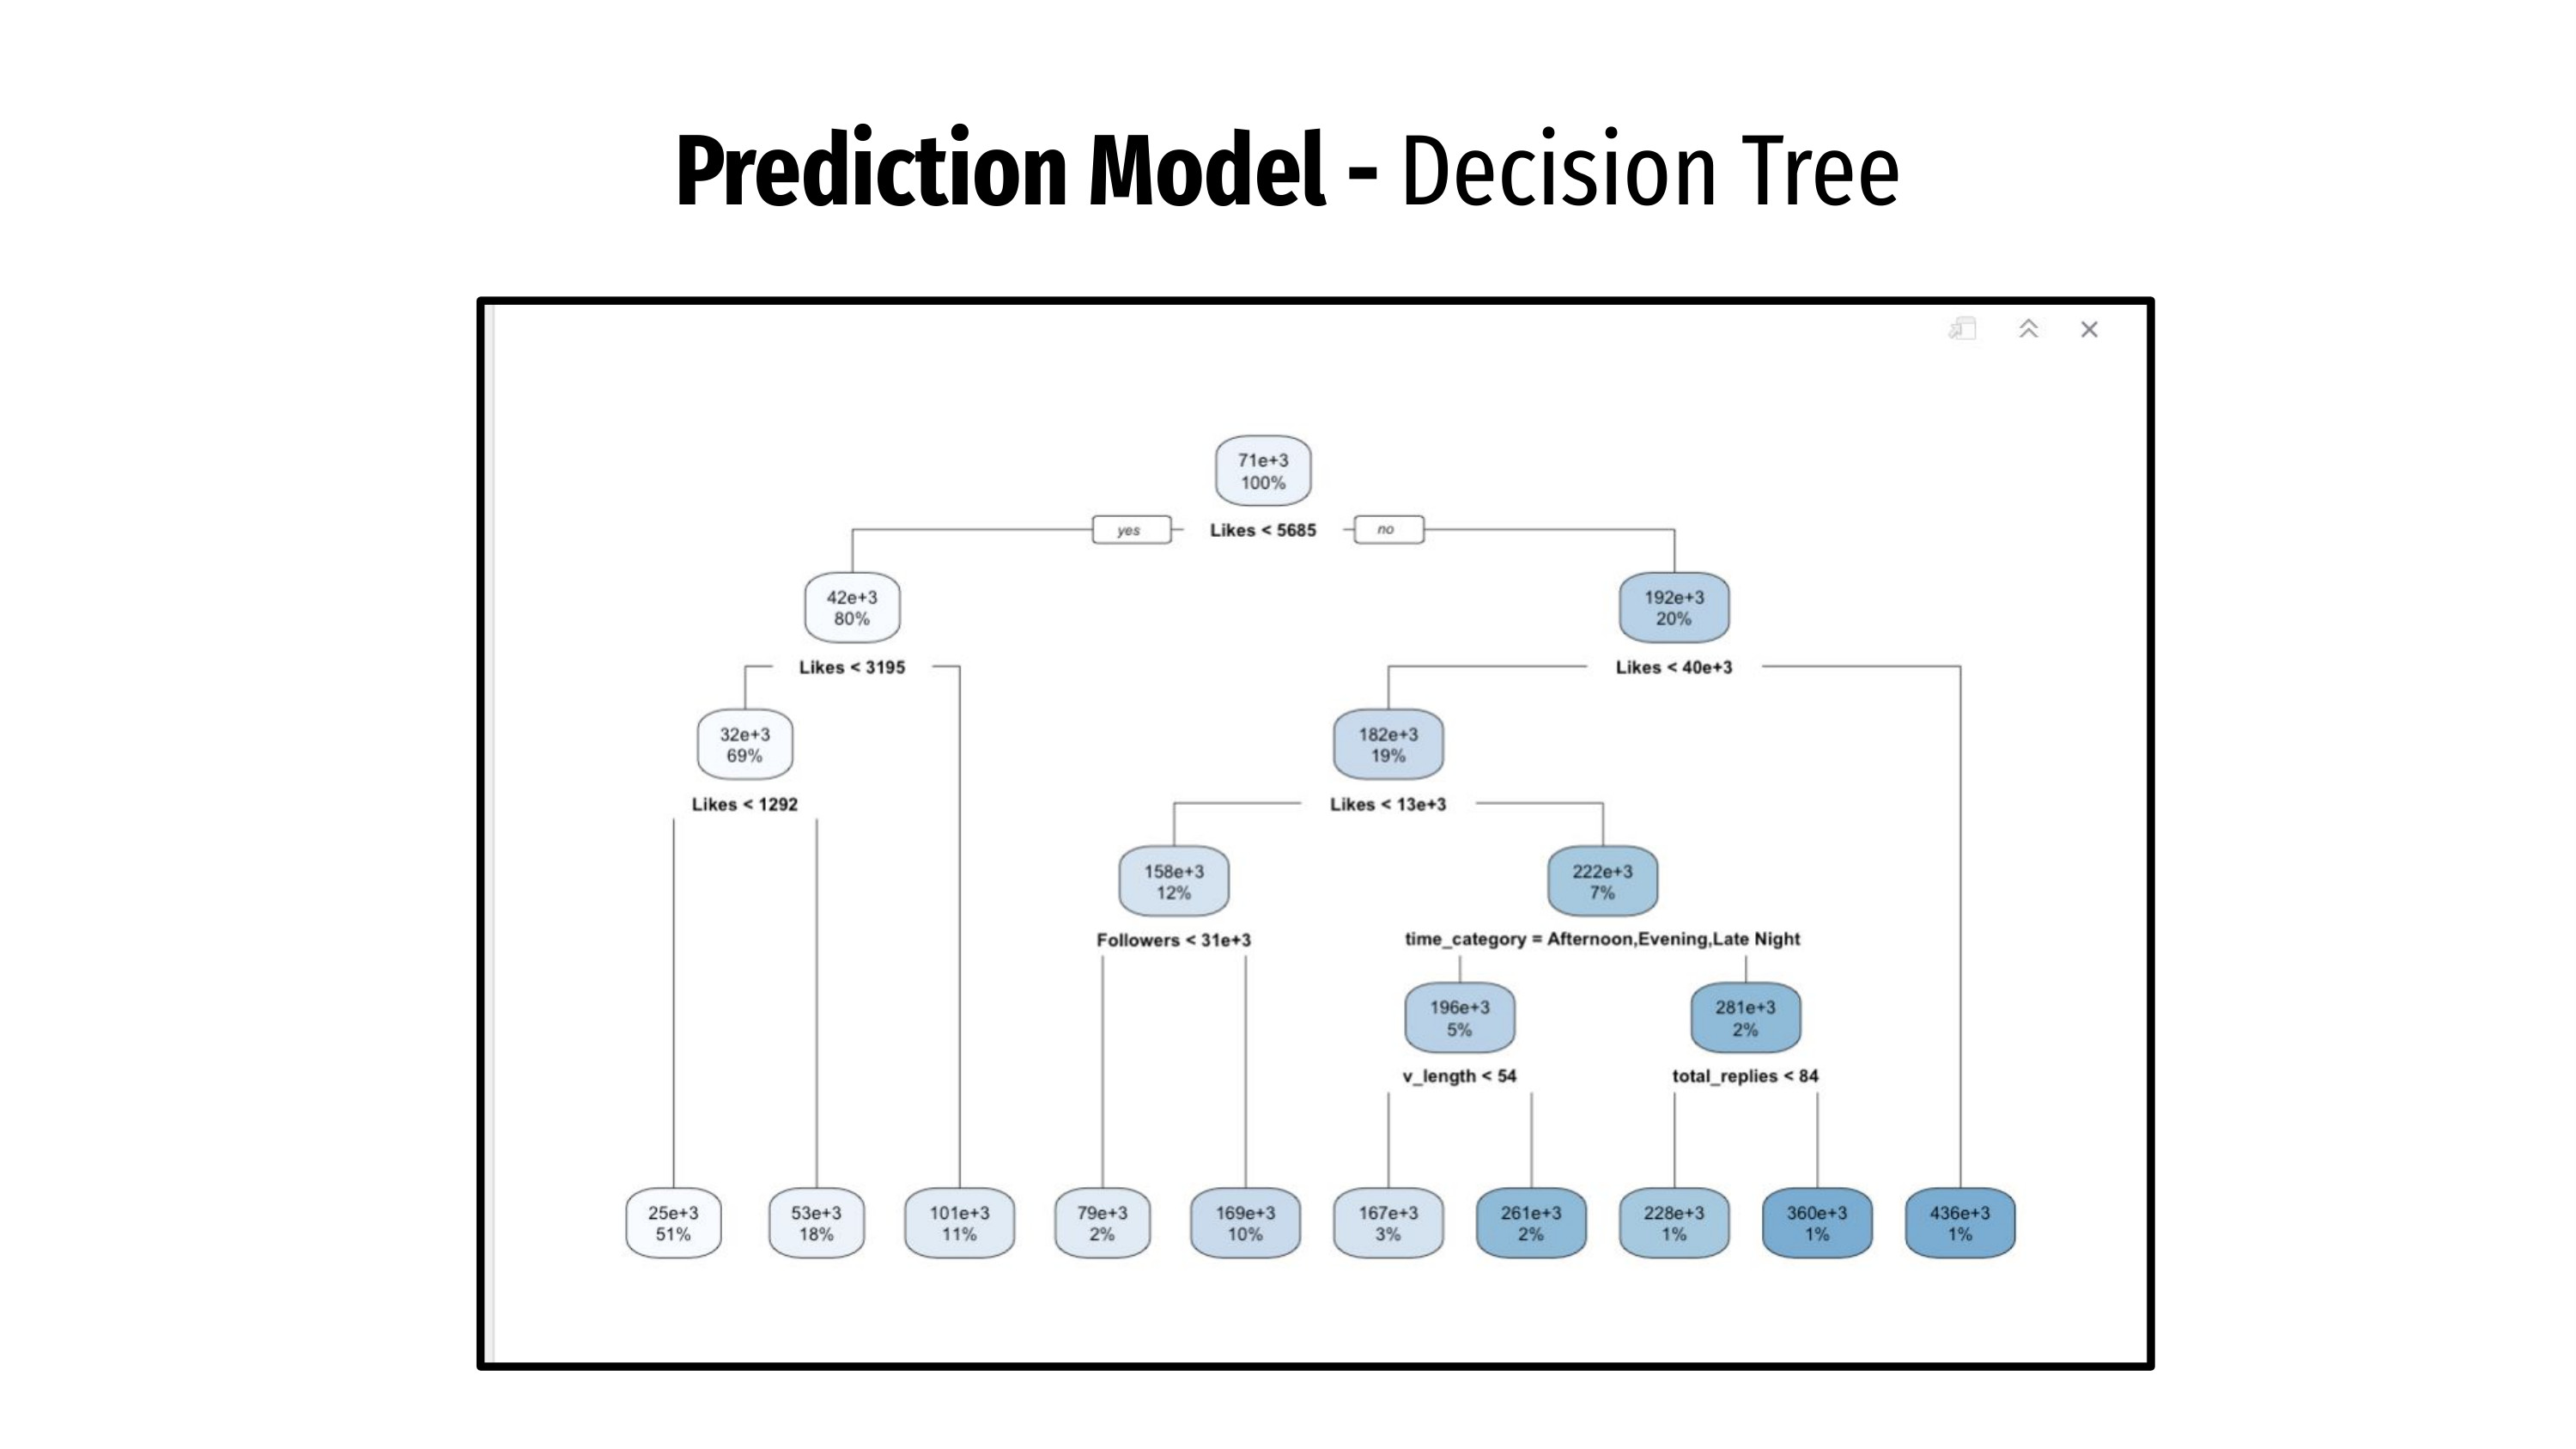 Prediction Model - Decision Tree
71e+3
100%
yes
Likes < 5685
no
42e+3
80%
192e+3
20%
Likes < 3195
Likes < 40e+3
32e+3
69%
182e+3
19%
Likes < 1292
Likes < 13e+3
158e+3
12%
222e+3
7%
Followers < 31e+3
time_category = Afternoon,Evening,Late Night
196e+3
5%
281e+3
2%
v_length < 54
total_replies < 84
25e+3
51%
53e+3
18%
101e+3
11%
79e+3
2%
169e+3
10%
167e+3
3%
261e+3
2%
228e+3
1%
360e+3
1%
436e+3
1%